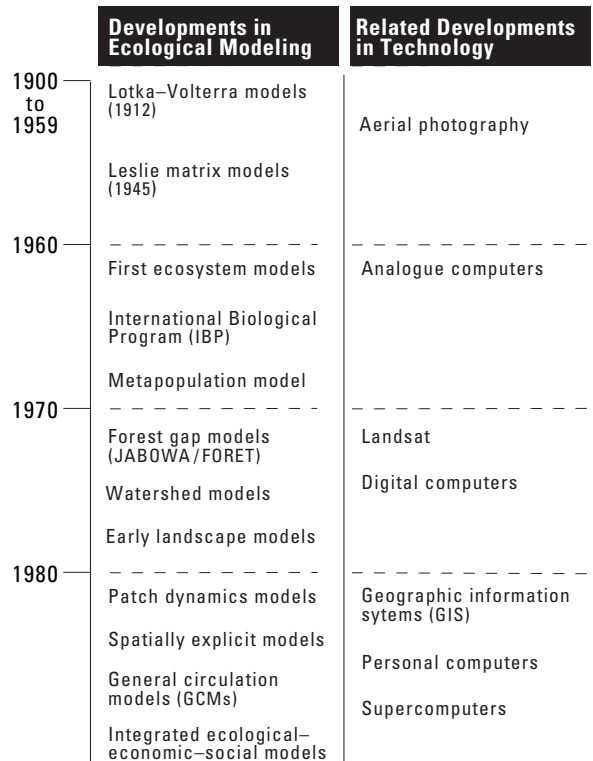 Developments in
Ecological Modeling
Related Developments
in Technology
1900
to
1959
Lotka–Volterra models
(1912)
Aerial photography
Leslie matrix models
(1945)
1960
First ecosystem models
Analogue computers
International Biological
Program (IBP)
Metapopulation model
1970
Forest gap models
(JABOWA/FORET)
Landsat
Watershed models
Digital computers
Early landscape models
1980
Patch dynamics models
Geographic information
sytems (GIS)
Spatially explicit models
Personal computers
General circulation
models (GCMs)
Supercomputers
Integrated ecological–
economic–social models